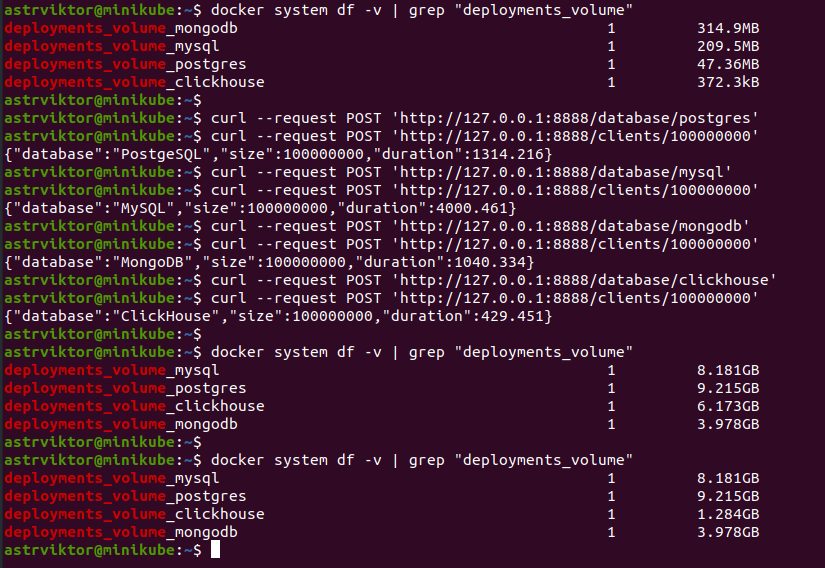 astrviktor@minikube:~$ docker system df -v | grep "deployments_volume"
deployments_volume_mongodb 1 314.9MB
deployments_volume_mysql 1 209.5MB
deployments_volume_postgres 1 47.36MB
deployments_volume_clickhouse 1 372.3kB
astrviktor@minikube:~$
astrviktor@minikube:~$ curl --request POST 'http://127.0.0.1:8888/database/postgres'
astrviktor@minikube:~$ curl --request POST 'http://127.0.0.1:8888/clients/100000000'
{"database":"PostgeSQL","size":100000000,"duration":1314.216}
astrviktor@minikube:~$ curl --request POST 'http://127.0.0.1:8888/database/mysql'
astrviktor@minikube:~$ curl --request POST 'http://127.0.0.1:8888/clients/100000000'
{"database":"MySQL","size":100000000,"duration":4000.461}
astrviktor@minikube:~$ curl --request POST 'http://127.0.0.1:8888/database/mongodb'
astrviktor@minikube:~$ curl --request POST 'http://127.0.0.1:8888/clients/100000000'
{"database":"MongoDB","size":100000000,"duration":1040.334}
astrviktor@minikube:~$ curl --request POST 'http://127.0.0.1:8888/database/clickhouse'
astrviktor@minikube:~$ curl --request POST 'http://127.0.0.1:8888/clients/100000000'
{"database":"ClickHouse","size":100000000,"duration":429.451}
astrviktor@minikube:~$
astrviktor@minikube:~$ docker system df -v | grep "deployments_volume"
deployments_volume_mysql 1 8.181GB
deployments_volume_postgres 1 9.215GB
deployments_volume_clickhouse 1 6.173GB
deployments_volume_mongodb 1 3.978GB
astrviktor@minikube:~$
astrviktor@minikube:~$ docker system df -v | grep "deployments_volume"
deployments_volume_mysql 1 8.181GB
deployments_volume_postgres 1 9.215GB
deployments_volume_clickhouse 1 1.284GB
deployments_volume_mongodb 1 3.978GB
astrviktor@minikube:~$